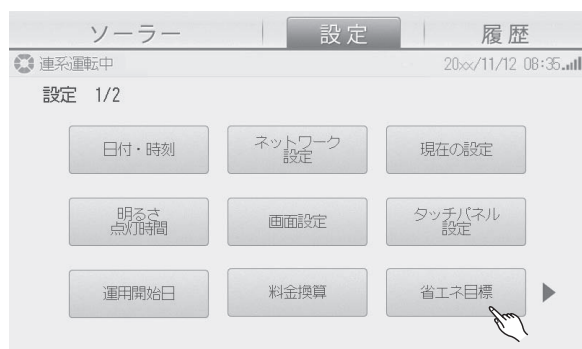 ソーラー 設定 履歴
連系運転中 20xx/11/12 08:35
設定 1/2
日付・時刻
ネットワーク
設定
現在の設定
明るさ
点灯時間
画面設定
タッチパネル
設定
運用開始日
料金換算
省エネ目標